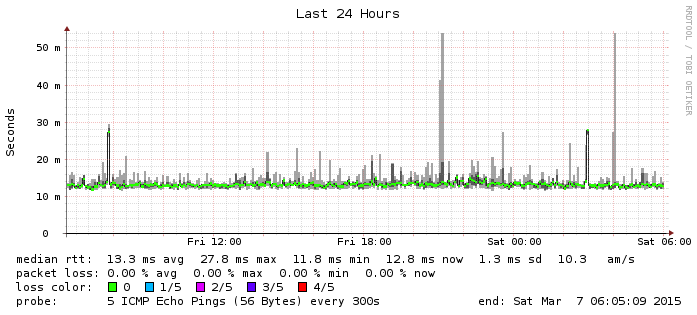 Last 24 Hours
RRDTOOL / TOBI OETIKER
Seconds
50 m
40 m
30 m
20 m
10 m
0
Fri 12:00 Fri 18:00 Sat 00:00 Sat 06:00
median rtt: 13.3 ms avg 27.8 ms max 11.8 ms min 12.8 ms now 1.3 ms sd 10.3 am/s
packet loss: 0.00 % avg 0.00 % max 0.00 % min 0.00 % now
loss color: 0 1/5 2/5 3/5 4/5
probe: 5 ICMP Echo Pings (56 Bytes) every 300s end: Sat Mar 7 06:05:09 2015